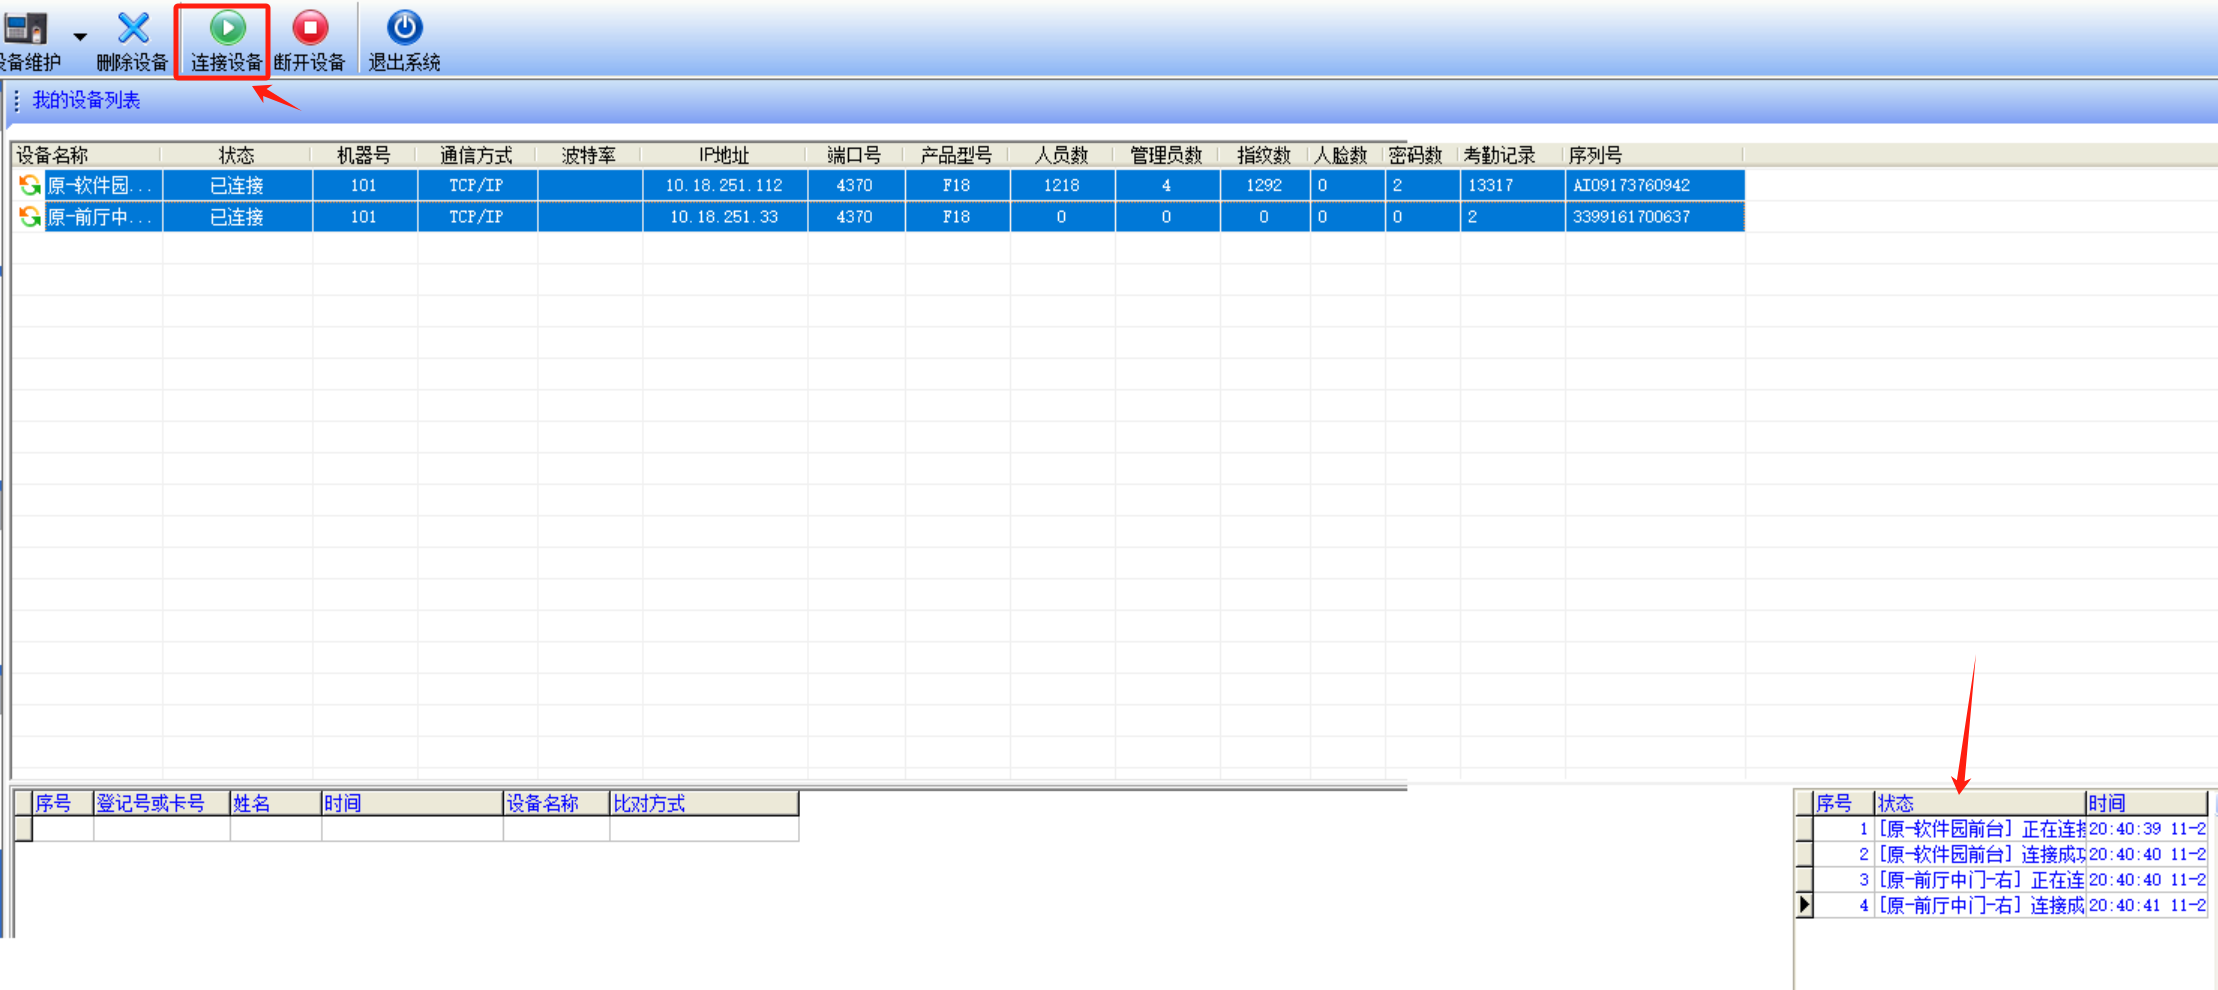 设备维护 删除设备 连接设备 断开设备 退出系统
我的设备列表
设备名称 状态 机器号 通信方式 波特率 IP地址 端口号 产品型号 人员数 管理员数 指纹数 人脸数 密码数 考勤记录 序列号
原-软件园... 已连接 101 TCP/IP 10.18.251.112 4370 F18 1218 4 1292 0 2 13317 AI09173760942
原-前厅中... 已连接 101 TCP/IP 10.18.251.33 4370 F18 0 0 0 0 0 2 3399161700637
序号 登记号或卡号 姓名 时间 设备名称 比对方式
序号 状态 时间
1 [原-软件园前台] 正在连接 20:40:39 11-2
2 [原-软件园前台] 连接成功 20:40:40 11-2
3 [原-前厅中门-右] 正在连 20:40:40 11-2
4 [原-前厅中门-右] 连接成 20:40:41 11-2